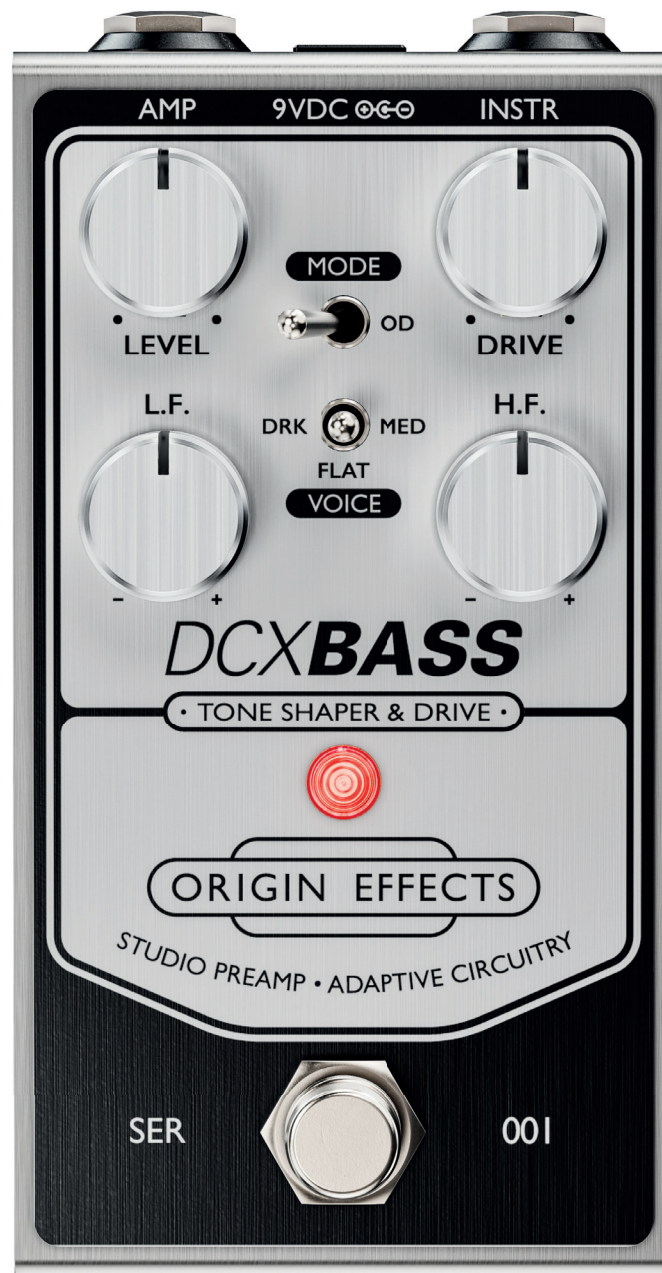 AMP 9VDC INSTR
MODE
OD
LEVEL DRIVE
L.F. H.F.
DRK MED
FLAT
VOICE
- + - +
DCXBASS
· TONE SHAPER & DRIVE ·
ORIGIN EFFECTS
STUDIO PREAMP · ADAPTIVE CIRCUITRY
SER 001